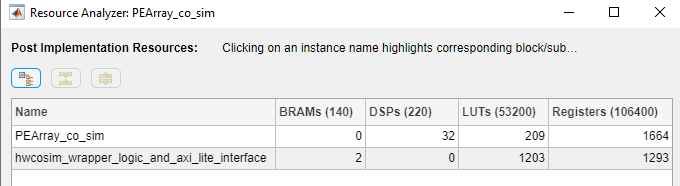 Resource Analyzer: PEArray_co_sim
Post Implementation Resources: Clicking on an instance name highlights corresponding block/sub…
Name BRAMs (140) DSPs (220) LUTs (53200) Registers (106400)
PEArray_co_sim 0 32 209 1664
hwcosim_wrapper_logic_and_axi_lite_interface 2 0 1203 1293